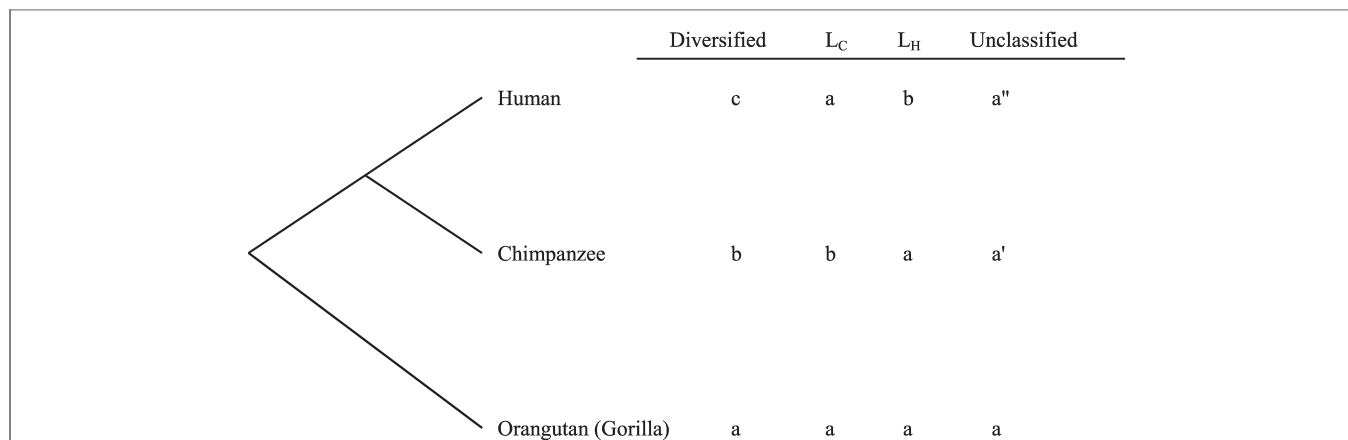 Diversified L_C L_H Unclassified
Human c a b a"
Chimpanzee b b a a'
Orangutan (Gorilla) a a a a